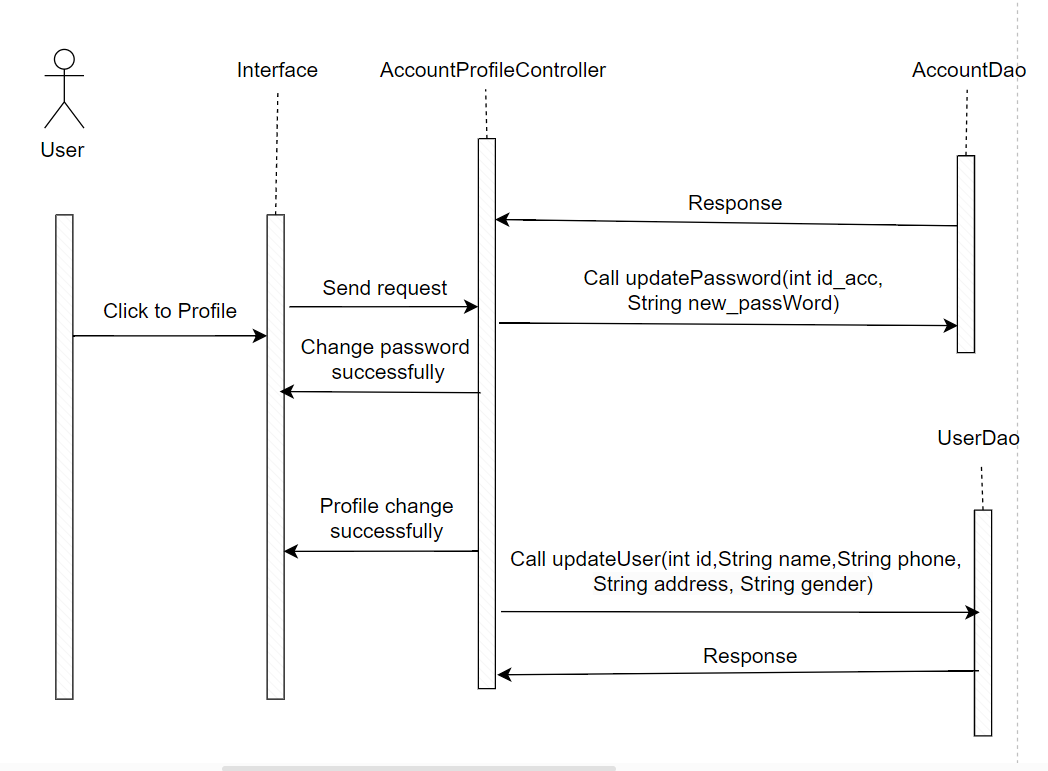 Interface
AccountProfileController
AccountDao
User
Response
Call updatePassword(int id_acc,
String new_passWord)
Send request
Click to Profile
Change password
successfully
UserDao
Profile change
successfully
Call updateUser(int id,String name,String phone,
String address, String gender)
Response